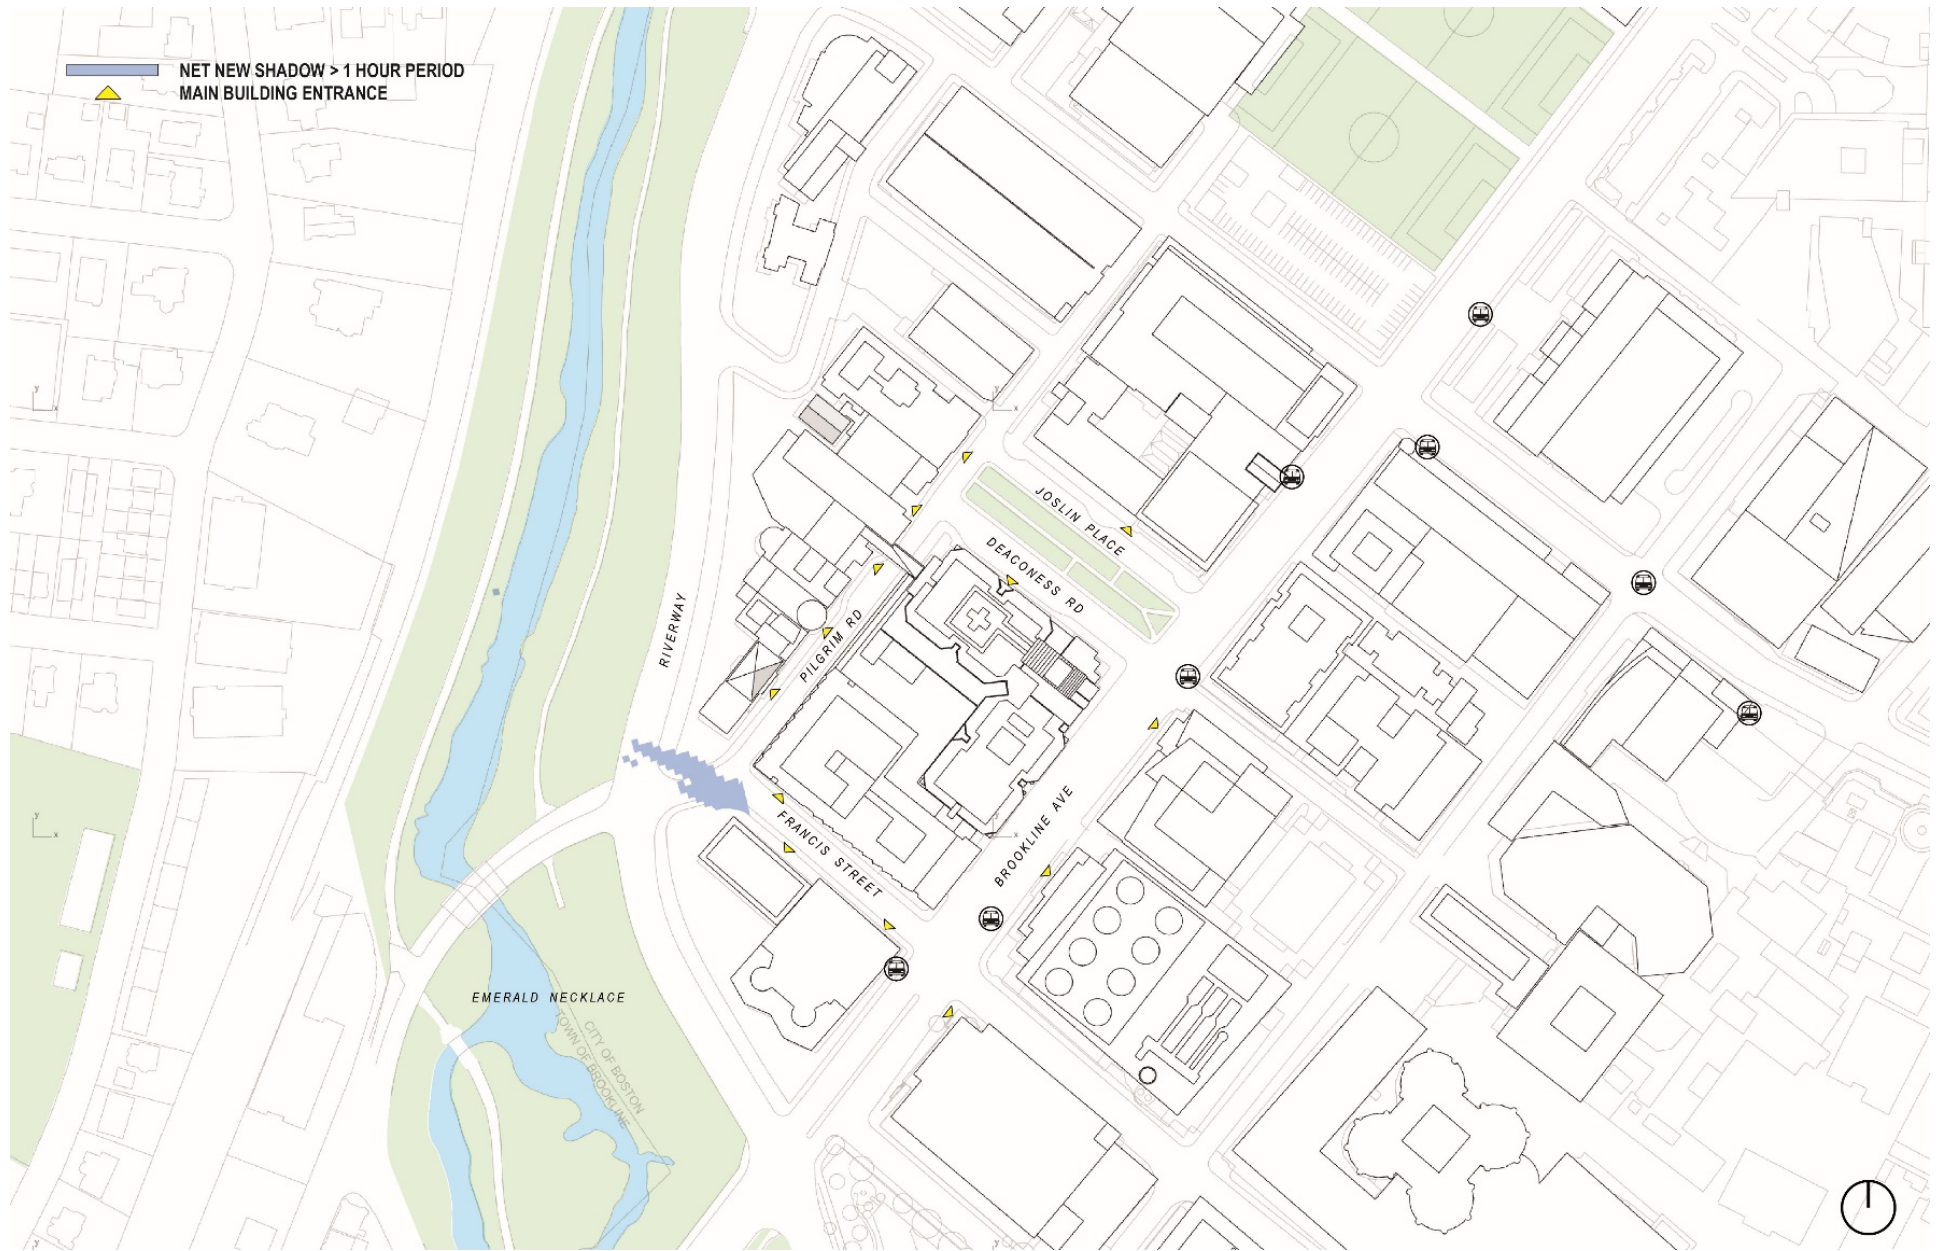 NET NEW SHADOW > 1 HOUR PERIOD
MAIN BUILDING ENTRANCE
JOSLIN PLACE
DEACONESS RD
RIVERWAY
PILGRIM RD
FRANCIS STREET
BROOKLINE AVE
EMERALD NECKLACE
CITY OF BOSTON
TOWN OF BROOKLINE